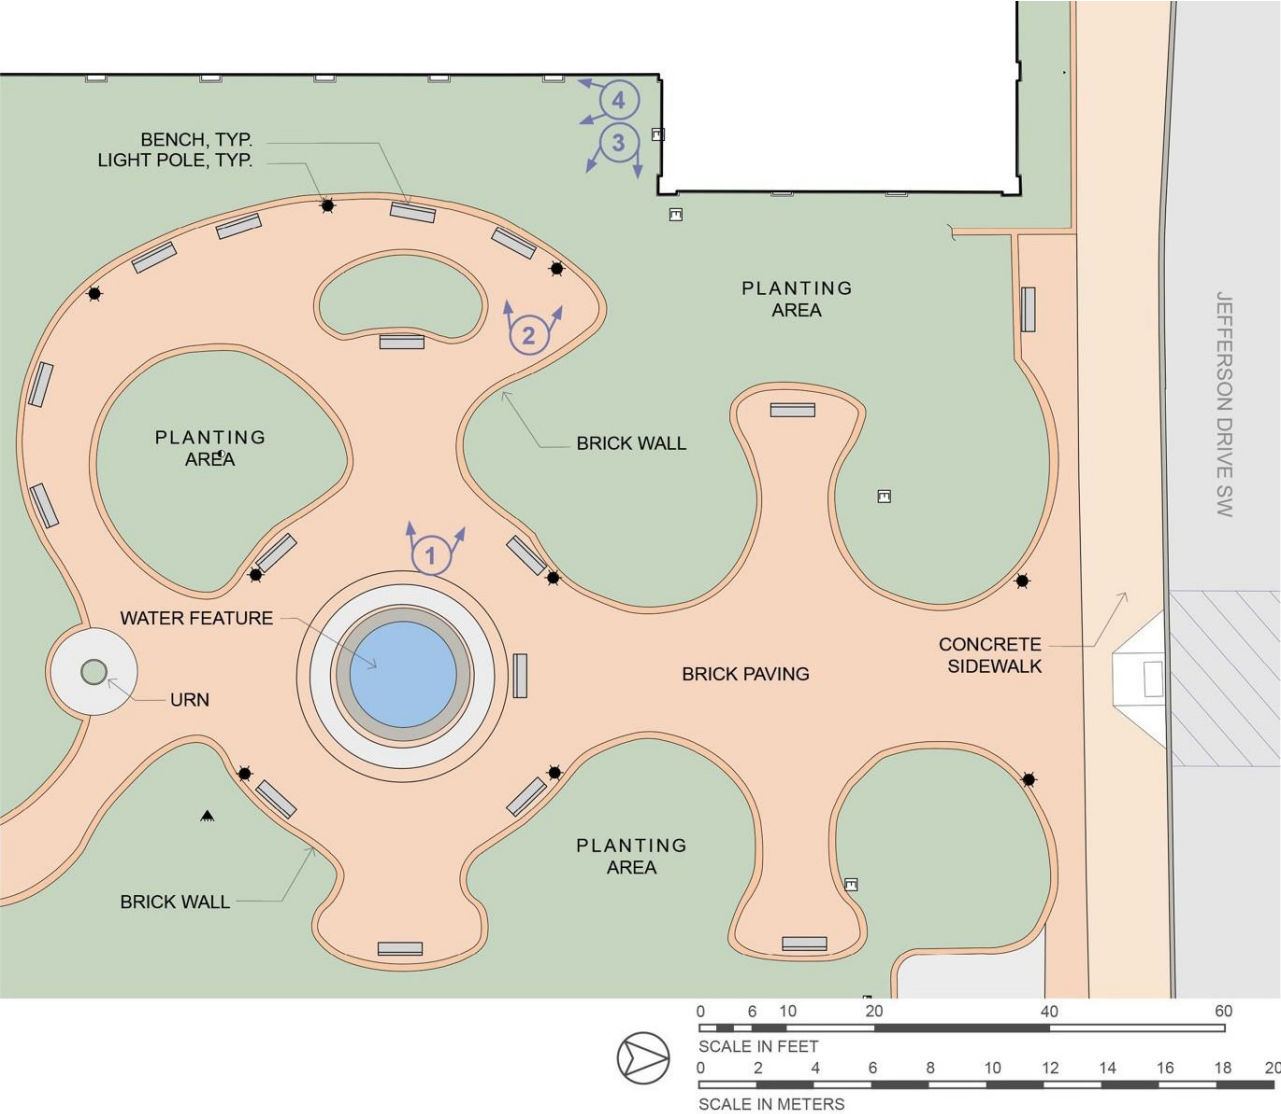 4
3
BENCH, TYP.
LIGHT POLE, TYP.
E
E
PLANTING
AREA
2
JEFFERSON DRIVE SW
PLANTING
AREA
BRICK WALL
E
1
WATER FEATURE
CONCRETE
SIDEWALK
BRICK PAVING
URN
PLANTING
AREA
E
BRICK WALL
0 6 10 20 40 60
SCALE IN FEET
0 2 4 6 8 10 12 14 16 18 20
SCALE IN METERS